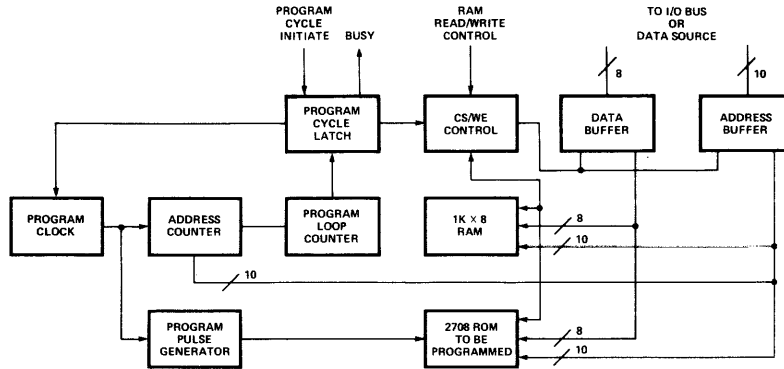 PROGRAM
CYCLE
INITIATE
BUSY
RAM
READ/WRITE
CONTROL
TO I/O BUS
OR
DATA SOURCE
8
10
PROGRAM
CYCLE
LATCH
CS/WE
CONTROL
DATA
BUFFER
ADDRESS
BUFFER
PROGRAM
CLOCK
ADDRESS
COUNTER
PROGRAM
LOOP
COUNTER
1K × 8
RAM
8
10
10
PROGRAM
PULSE
GENERATOR
2708 ROM
TO BE
PROGRAMMED
8
10